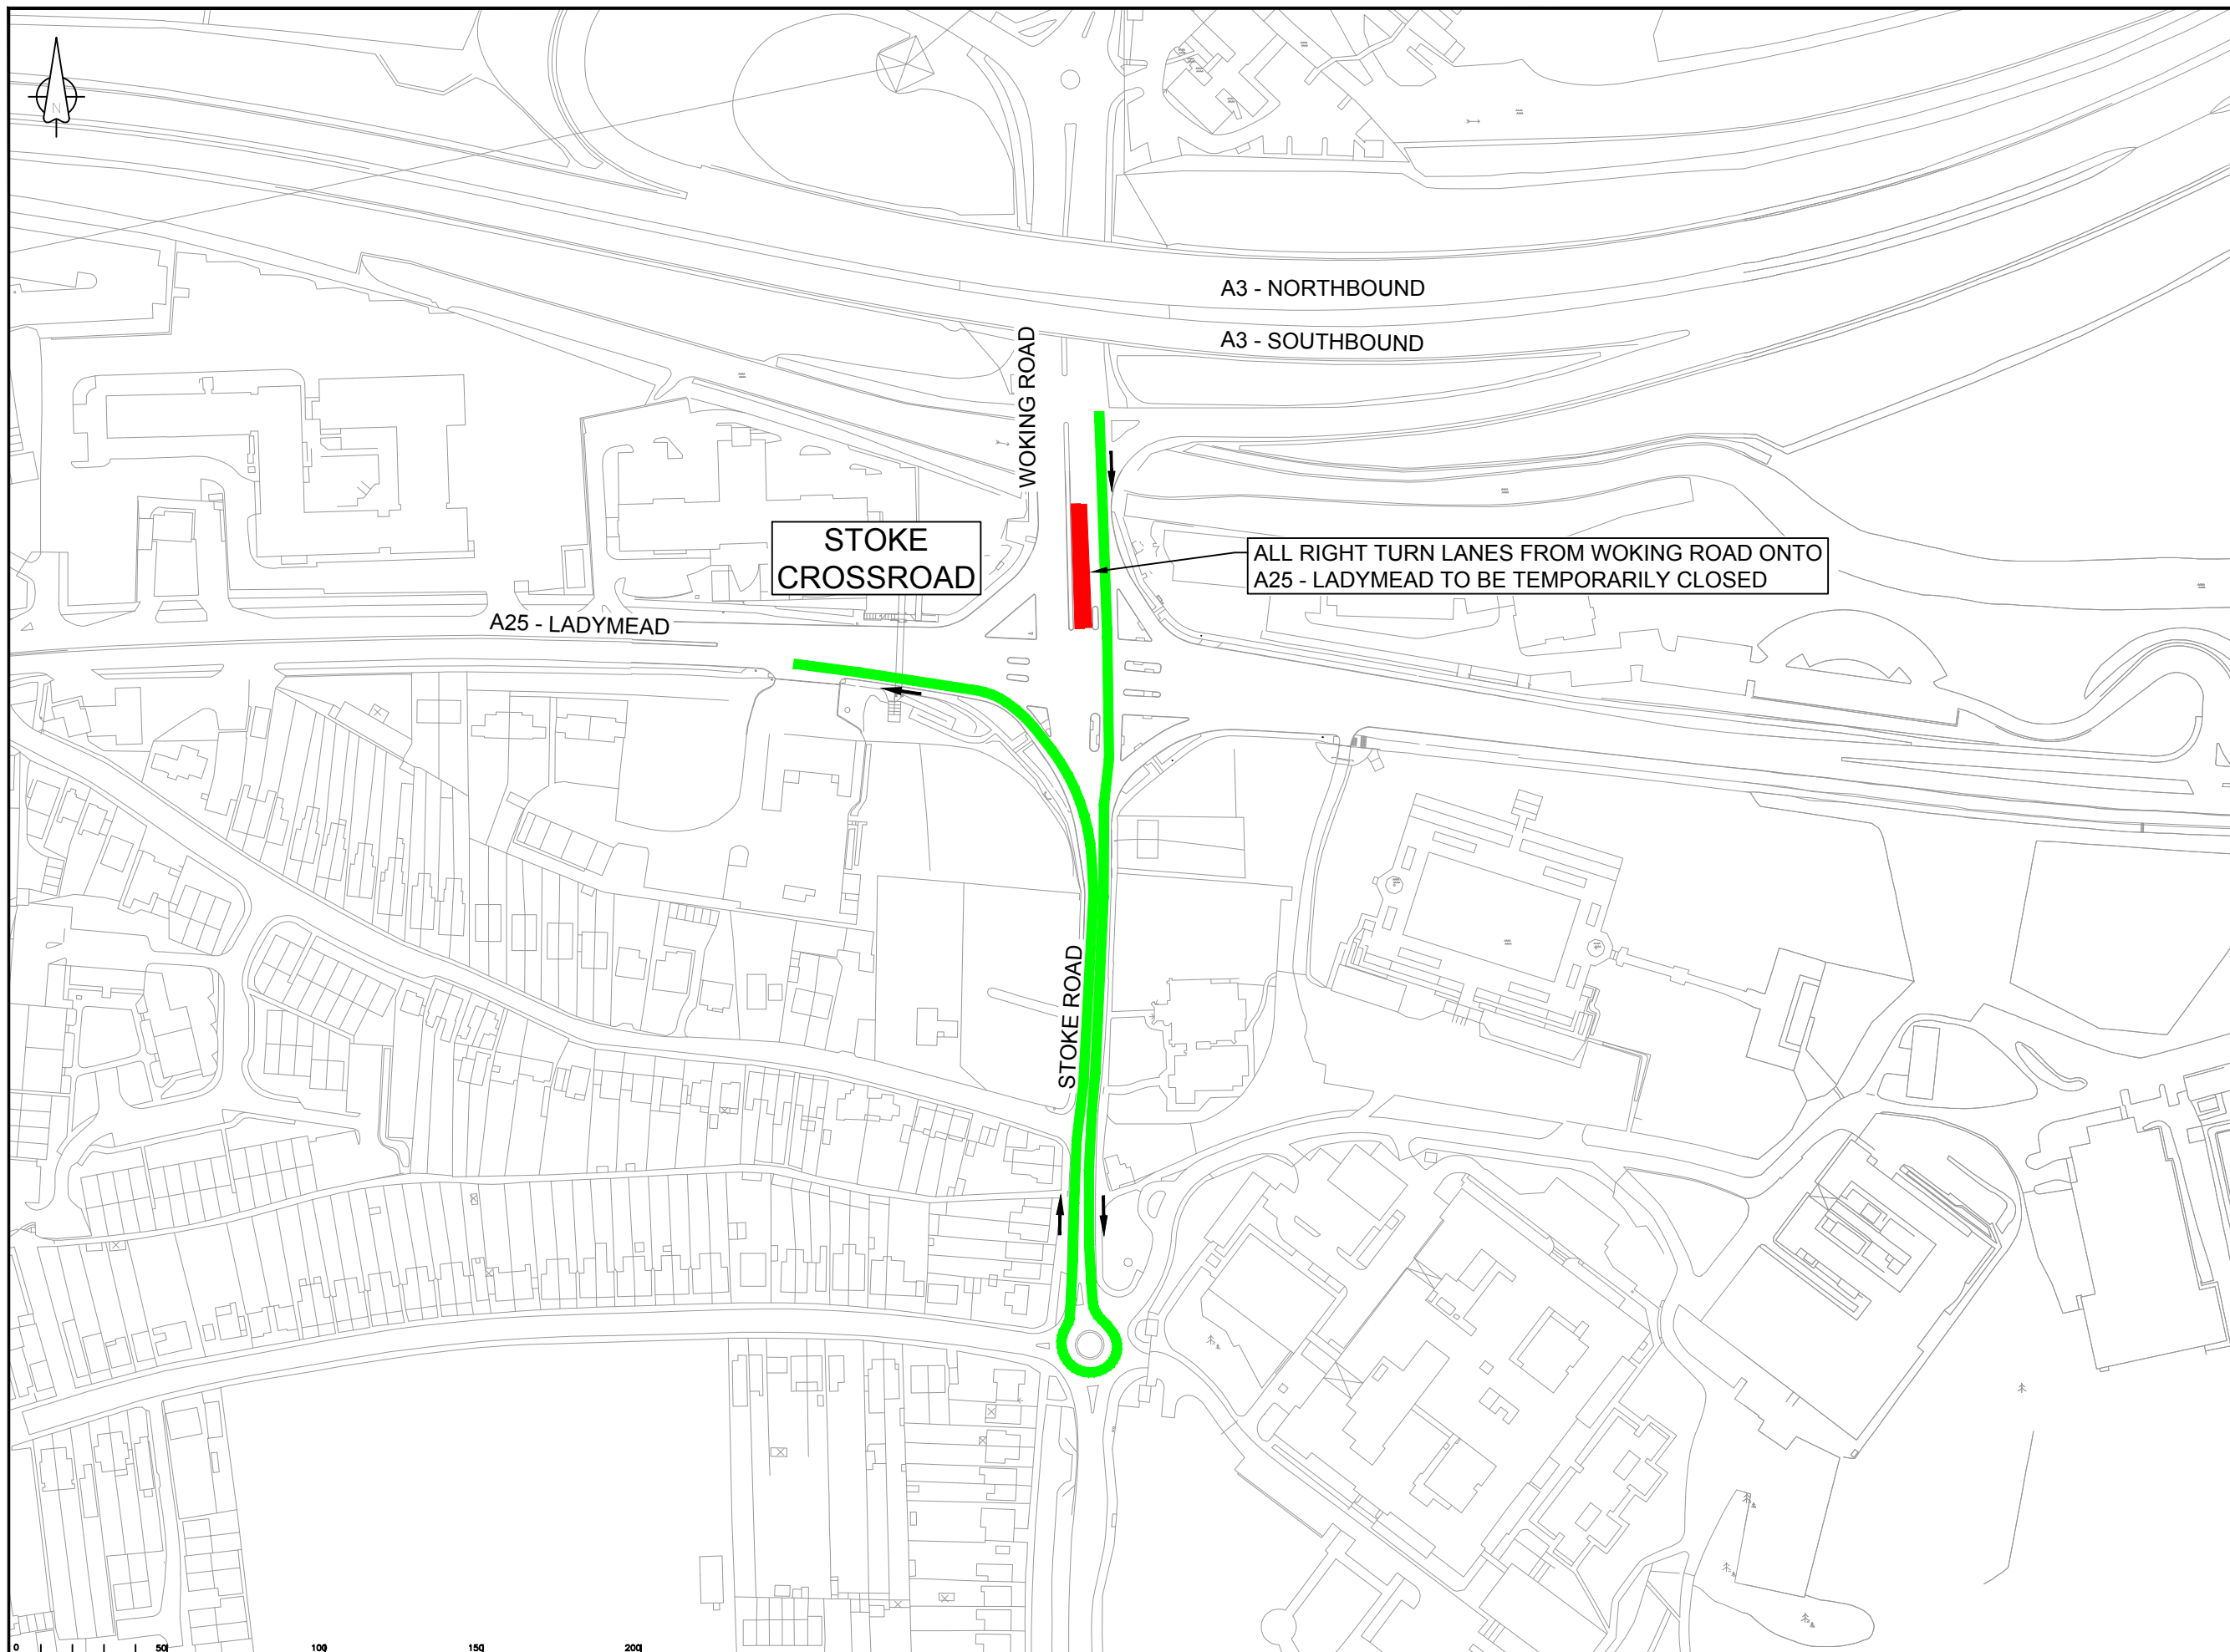 N
A3 - NORTHBOUND
A3 - SOUTHBOUND
WOKING ROAD
STOKE
CROSSROAD
ALL RIGHT TURN LANES FROM WOKING ROAD ONTO
A25 - LADYMEAD TO BE TEMPORARILY CLOSED
A25 - LADYMEAD
STOKE ROAD
0 50 100 150 200